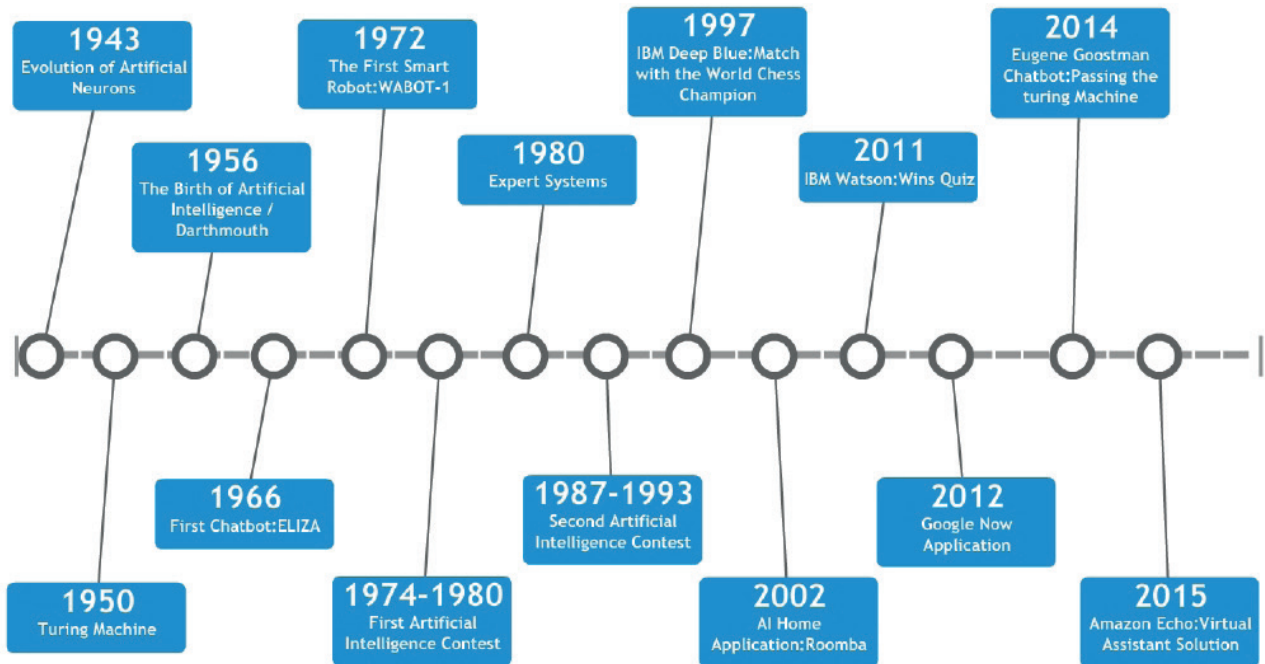 1943
Evolution of Artificial
Neurons
1950
Turing Machine
1956
The Birth of Artificial
Intelligence /
Darthmouth
1966
First Chatbot:ELIZA
1972
The First Smart
Robot:WABOT-1
1974-1980
First Artificial
Intelligence Contest
1980
Expert Systems
1987-1993
Second Artificial
Intelligence Contest
1997
IBM Deep Blue:Match
with the World Chess
Champion
2002
AI Home
Application:Roomba
2011
IBM Watson:Wins Quiz
2012
Google Now
Application
2014
Eugene Goostman
Chatbot:Passing the
turing Machine
2015
Amazon Echo:Virtual
Assistant Solution